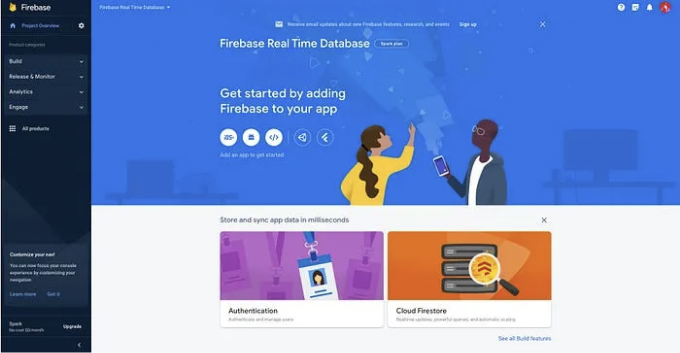 Firebase
Firebase Real Time Database
Receive email updates about new Firebase features, research, and events Sign up
Project Overview
Firebase Real Time Database Spark plan
Product categories
Build
Release & Monitor
Analytics
Engage
All products
Get started by adding
Firebase to your app
iOS+
Add an app to get started
Store and sync app data in milliseconds
Customize your nav!
You can now focus your console
experience by customizing your
navigation
Learn more Got it
Authentication
Authenticate and manage users
Cloud Firestore
Realtime updates, powerful queries, and automatic scaling
Spark
No-cost $0/month
Upgrade
See all Build features